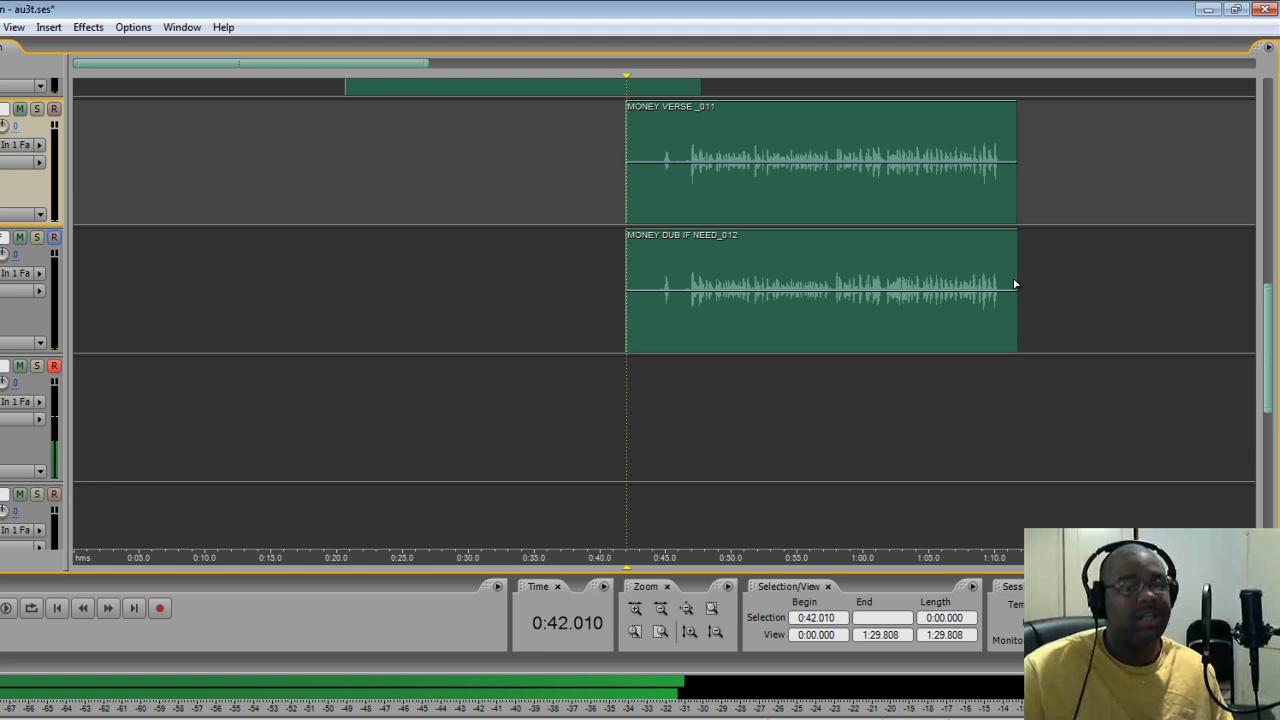 n - au3t.ses*
View Insert Effects Options Window Help
M S R
0
In 1 Fa
MONEY VERSE _011
M S R
0
In 1 Fa
MONEY DUB IF NEED_012
M S R
0
In 1 Fa
M S R
0
In 1 Fa
hms 0:05.0 0:10.0 0:15.0 0:20.0 0:25.0 0:30.0 0:35.0 0:40.0 0:45.0 0:50.0 0:55.0 1:00.0 1:05.0 1:10.0
Time x Zoom x Selection/View x Sess
Begin End Length
Selection 0:42.010 0:00.000
View 0:00.000 1:29.808 1:29.808
0:42.010
Ten
Monito
-67 -66 -65 -64 -63 -62 -61 -60 -59 -58 -57 -56 -55 -54 -53 -52 -51 -50 -49 -48 -47 -46 -45 -44 -43 -42 -41 -40 -39 -38 -37 -36 -35 -34 -33 -32 -31 -30 -29 -28 -27 -26 -25 -24 -23 -22 -21 -20 -19 -18 -17 -16 -15 -14